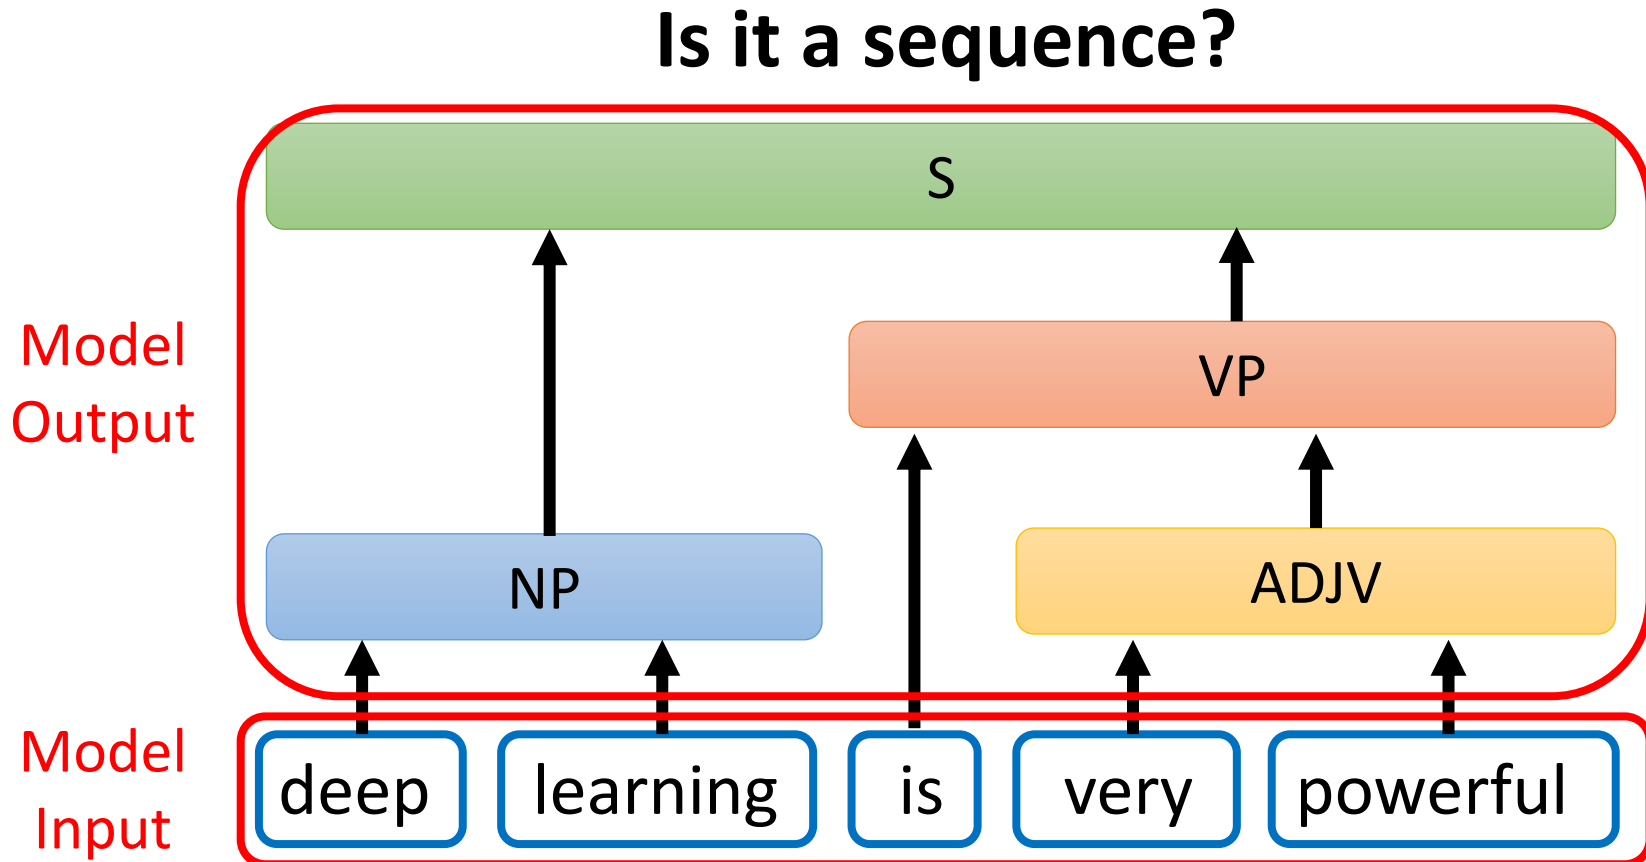 Is it a sequence?
S
Model
Output
VP
NP
ADJV
Model
Input
deep learning is very powerful